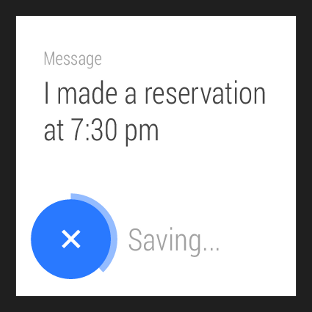 Message
I made a reservation
at 7:30 pm
Saving...